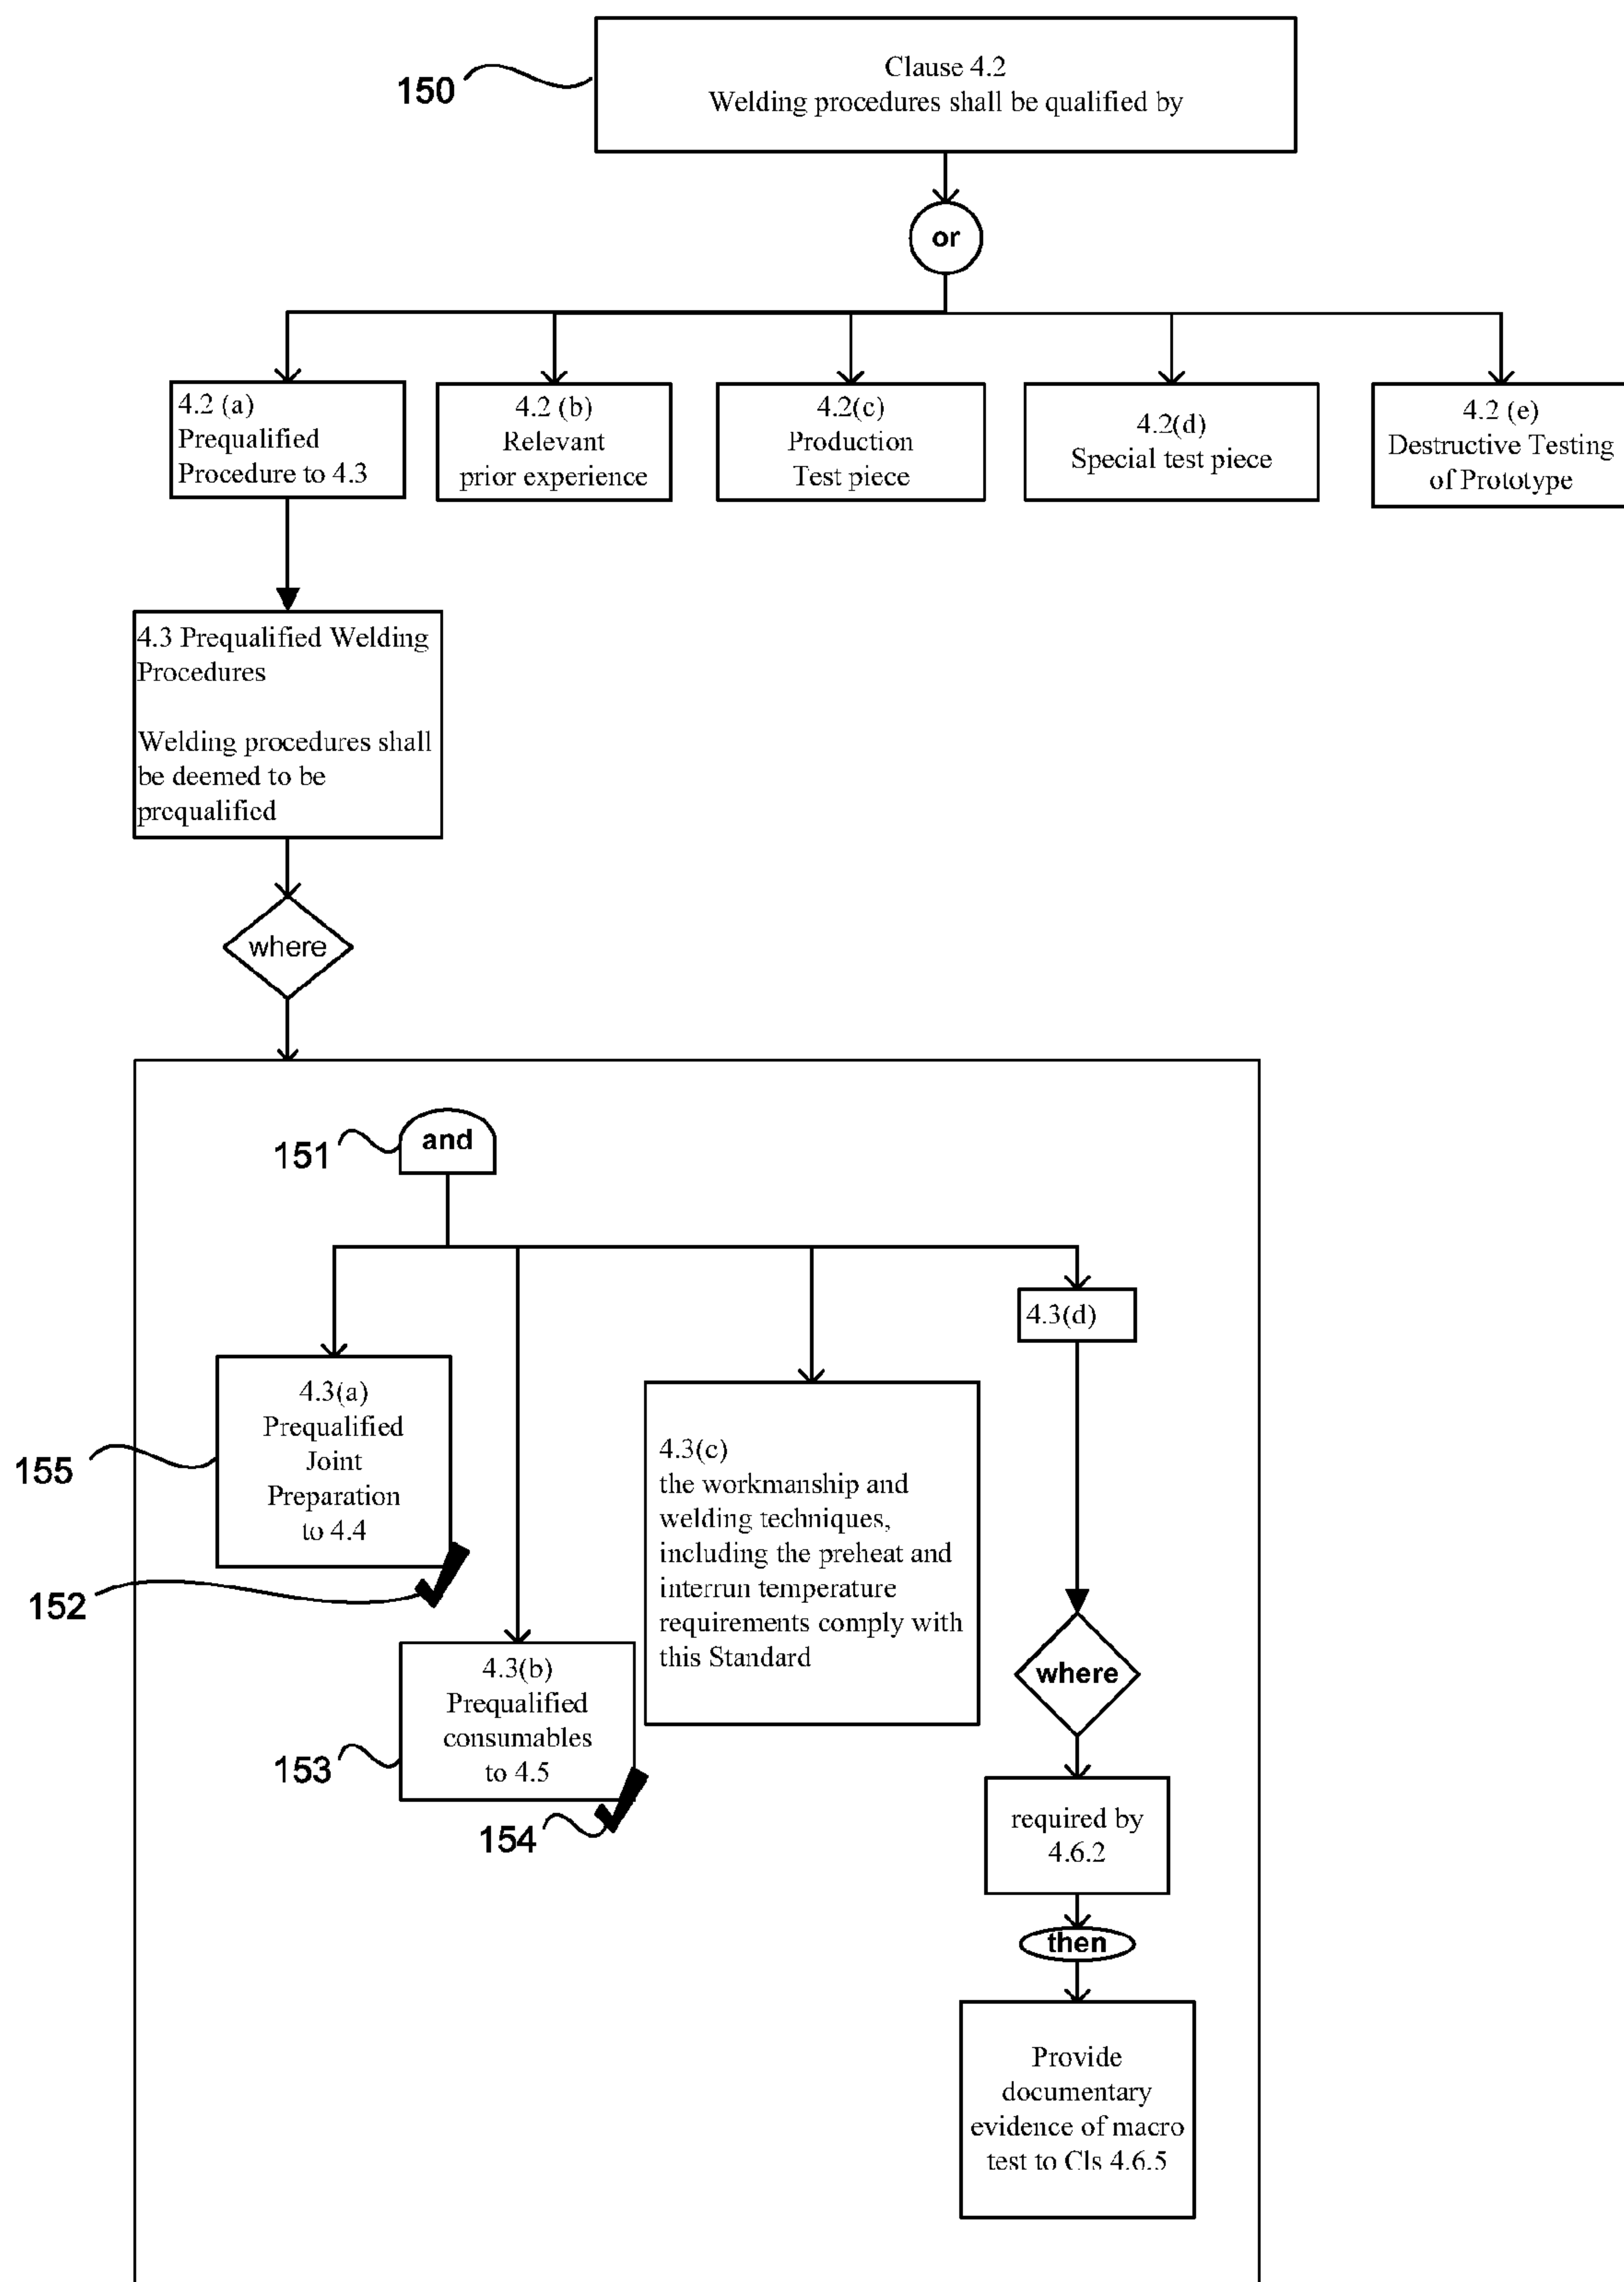 150
Clause 4.2
Welding procedures shall be qualified by
or
4.2 (a)
Prequalified
Procedure to 4.3
4.2 (b)
Relevant
prior experience
4.2(c)
Production
Test piece
4.2(d)
Special test piece
4.2 (e)
Destructive Testing
of Prototype
4.3 Prequalified Welding
Procedures
Welding procedures shall
be deemed to be
prequalified
where
151
and
4.3(d)
155
4.3(a)
Prequalified
Joint
Preparation
to 4.4
152
4.3(c)
the workmanship and
welding techniques,
including the preheat and
interrun temperature
requirements comply with
this Standard
153
4.3(b)
Prequalified
consumables
to 4.5
154
where
required by
4.6.2
then
Provide
documentary
evidence of macro
test to Cls 4.6.5